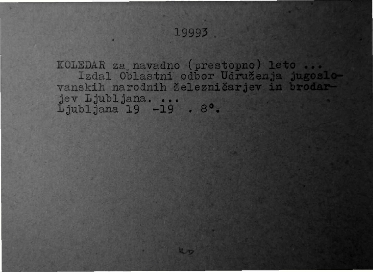 19993
KOLEDAR za navadno (prestopno) leto ...
Izdal Oblastni odbor Udruženja jugoslo-
vanskih narodnih železničarjev in brodar-
jev Ljubljana. ...
Ljubljana 19 -19 . 8°.